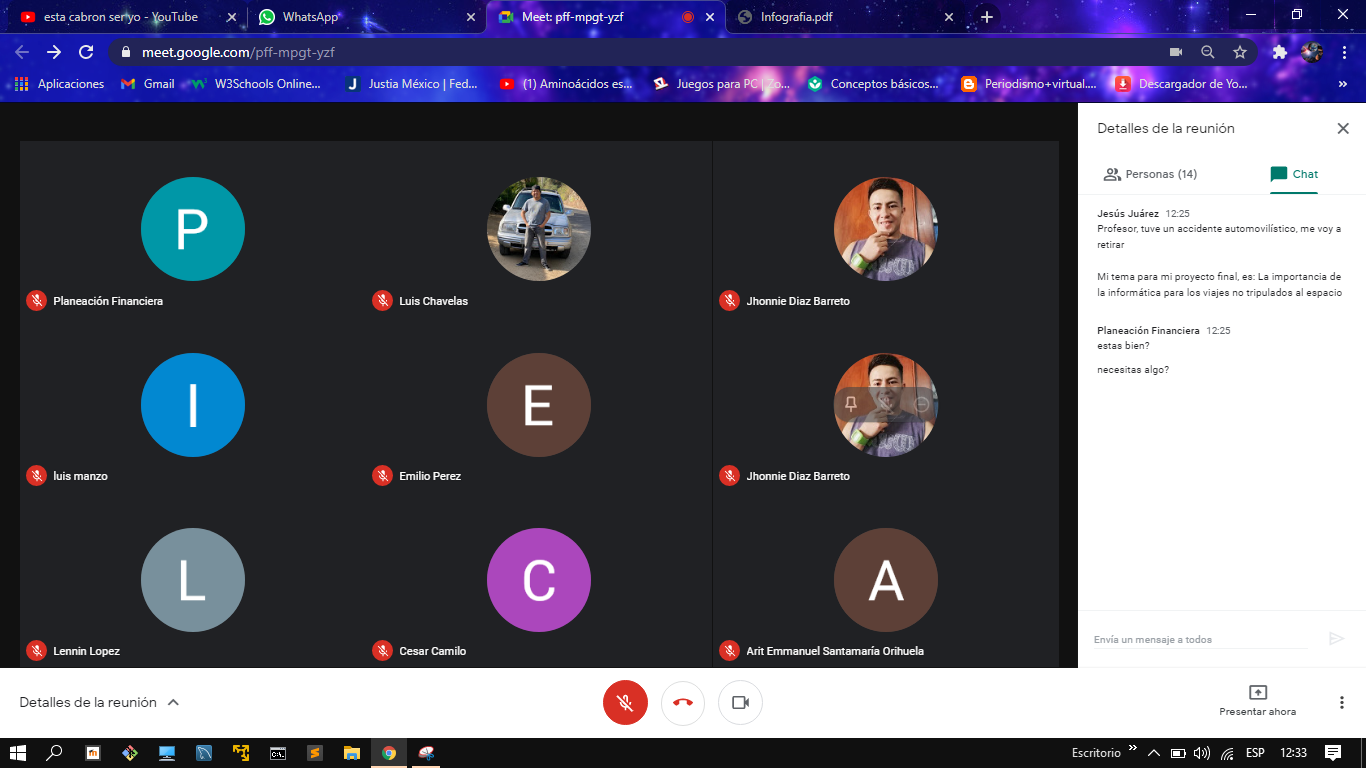 esta cabron ser yo - YouTube
WhatsApp
Meet: pff-mpgt-yzf
Infografia.pdf
meet.google.com/pff-mpgt-yzf
Aplicaciones
Gmail
W3Schools Online...
Justia México | Fed...
(1) Aminoácidos es...
Juegos para PC | Zo...
Conceptos básicos...
Periodismo+virtual....
Descargador de Yo...
»
P
Planeación Financiera
Luis Chavelas
Jhonnie Diaz Barreto
l
luis manzo
E
Emilio Perez
Jhonnie Diaz Barreto
L
Lennin Lopez
C
Cesar Camilo
A
Arit Emmanuel Santamaría Orihuela
Detalles de la reunión
Personas (14)
Chat
Jesús Juárez 12:25
Profesor, tuve un accidente automovilístico, me voy a
retirar
Mi tema para mi proyecto final, es: La importancia de
la informática para los viajes no tripulados al espacio
Planeación Financiera 12:25
estas bien?
necesitas algo?
Envía un mensaje a todos
Detalles de la reunión
Presentar ahora
Escritorio »
ESP
12:33